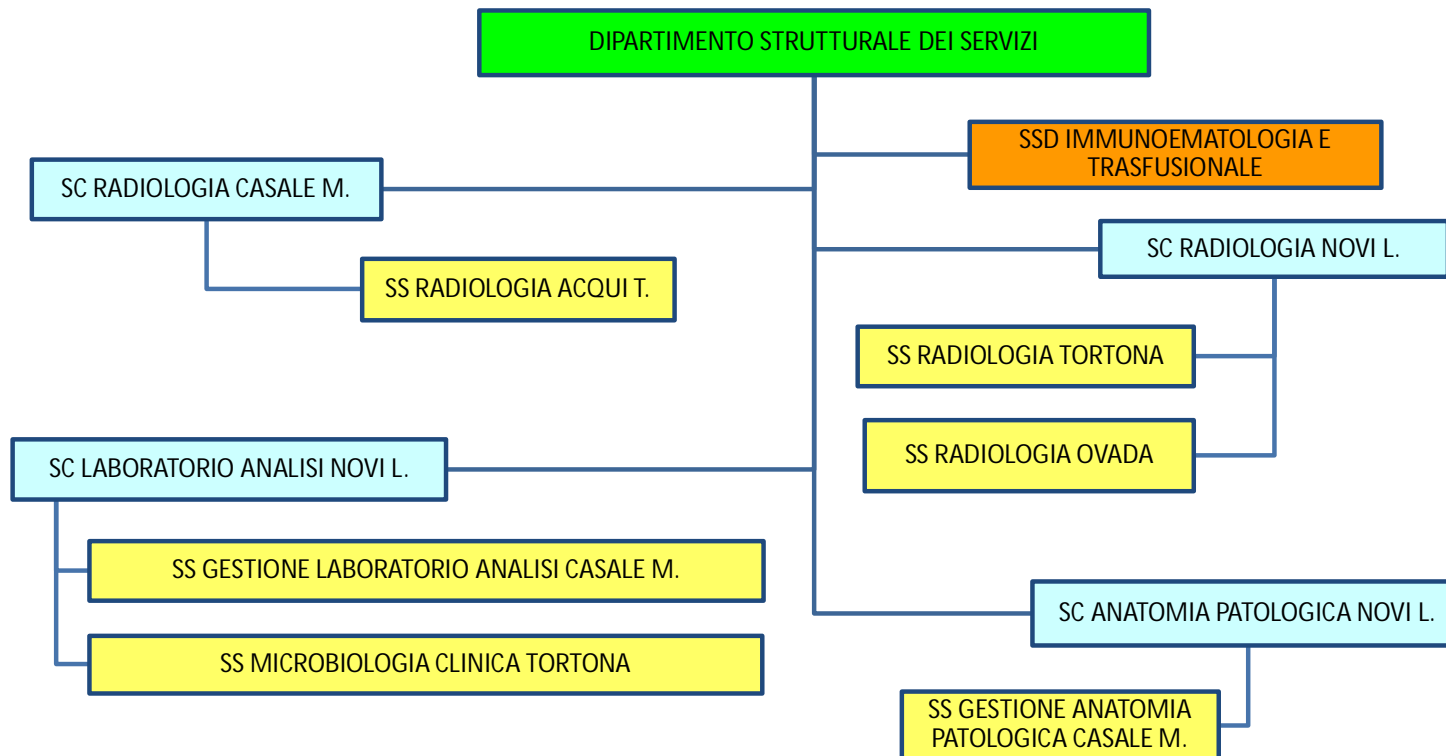 DIPARTIMENTO STRUTTURALE DEI SERVIZI
SSD IMMUNOEMATOLOGIA E
TRASFUSIONALE
SC RADIOLOGIA CASALE M.
SS RADIOLOGIA ACQUI T.
SC RADIOLOGIA NOVI L.
SS RADIOLOGIA TORTONA
SS RADIOLOGIA OVADA
SC LABORATORIO ANALISI NOVI L.
SS GESTIONE LABORATORIO ANALISI CASALE M.
SS MICROBIOLOGIA CLINICA TORTONA
SC ANATOMIA PATOLOGICA NOVI L.
SS GESTIONE ANATOMIA
PATOLOGICA CASALE M.